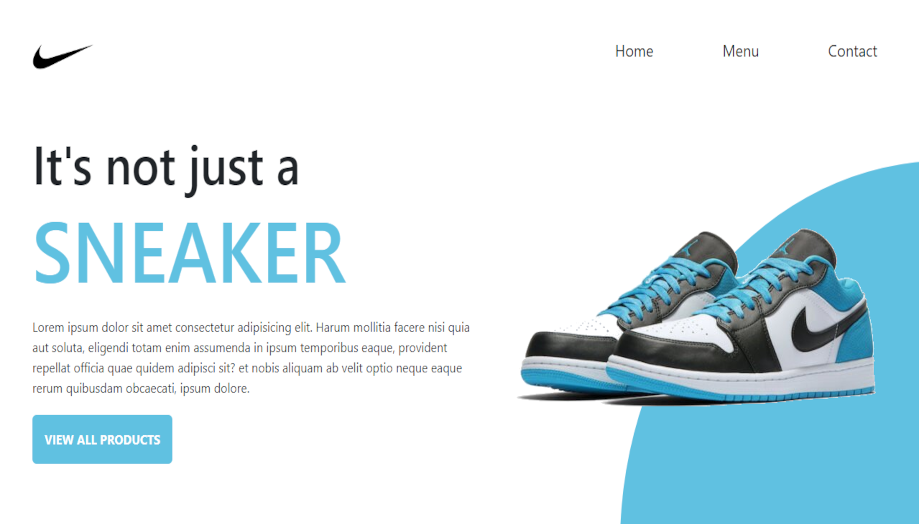 Home Menu Contact
It's not just a
SNEAKER
Lorem ipsum dolor sit amet consectetur adipisicing elit. Harum mollitia facere nisi quia
aut soluta, eligendi totam enim assumenda in ipsum temporibus eaque, provident
repellat officia quae quidem adipisci sit? et nobis aliquam ab velit optio neque eaque
rerum quibusdam obcaecati, ipsum dolore.
VIEW ALL PRODUCTS